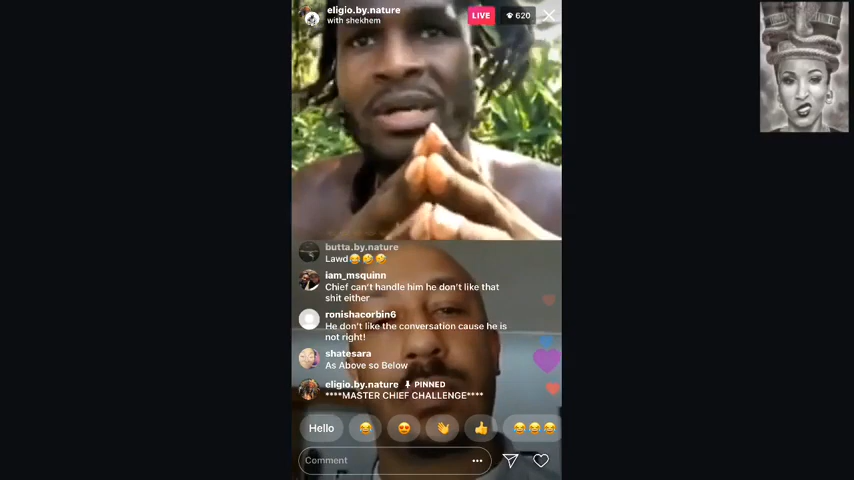 eligio.by.nature
with shekhem
LIVE
620
butta.by.nature
Lawd😂🤣🤣
iam_msquinn
Chief can't handle him he don't like that
shit either
ronishacorbin6
He don't like the conversation cause he is
not right!
shatesara
As Above so Below
eligio.by.nature PINNED
****MASTER CHIEF CHALLENGE****
Hello
Comment